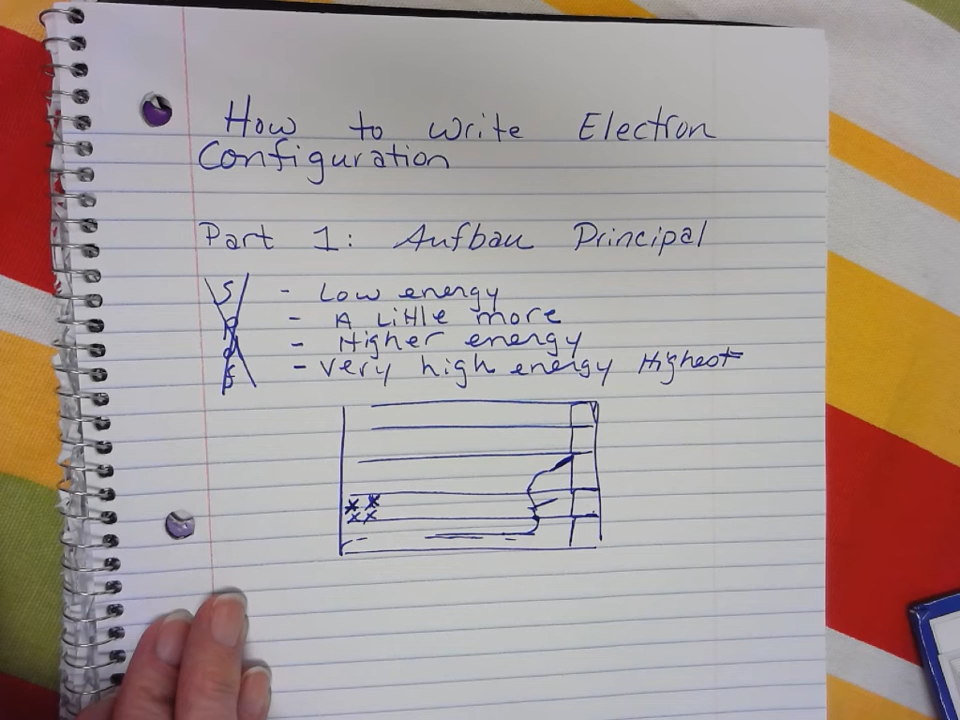 How to write Electron
Configuration
Part 1: Aufbau Principal
S - Low energy
P - A Little more
d - Higher energy
f - very high energy Highest